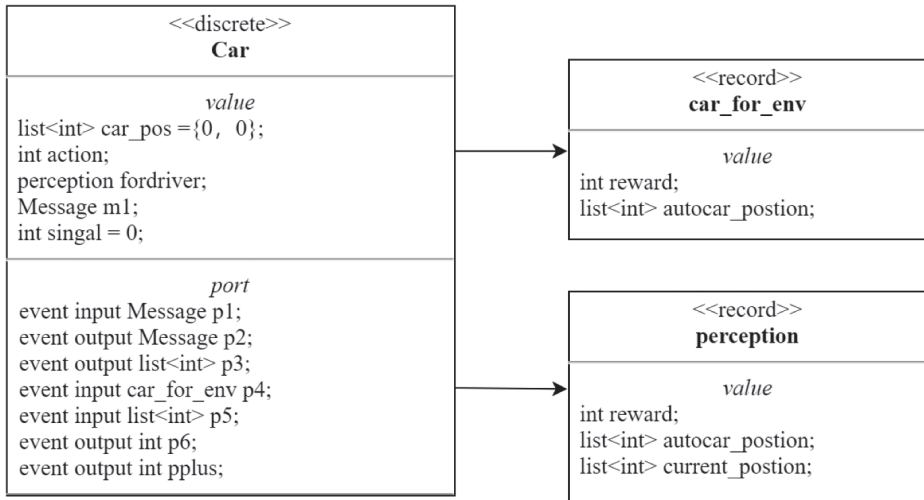 <<discrete>>
Car
value
list<int> car_pos ={0, 0};
int action;
perception fordriver;
Message m1;
int singal = 0;
port
event input Message p1;
event output Message p2;
event output list<int> p3;
event input car_for_env p4;
event input list<int> p5;
event output int p6;
event output int pplus;
<<record>>
car_for_env
value
int reward;
list<int> autocar_postion;
<<record>>
perception
value
int reward;
list<int> autocar_postion;
list<int> current_postion;